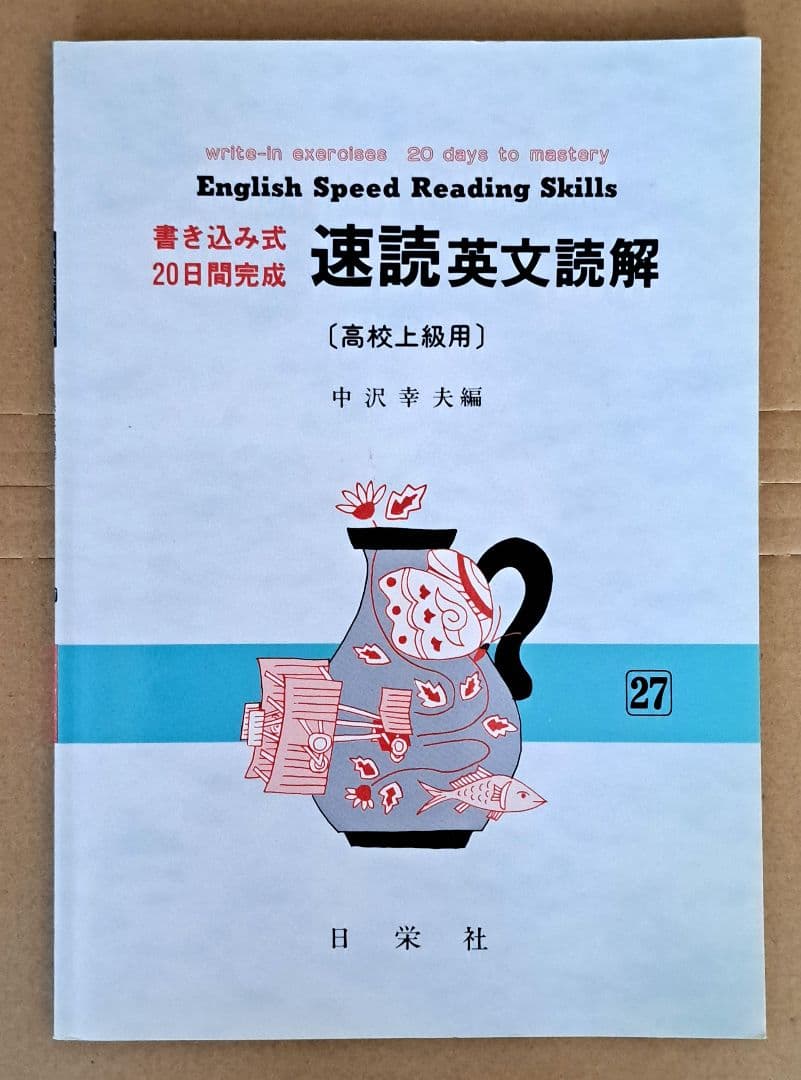 write-in exercises 20 days to mastery
English Speed Reading Skills
書き込み式
20日間完成
速読英文読解
〔高校上級用〕
中沢幸夫編
27
日栄社